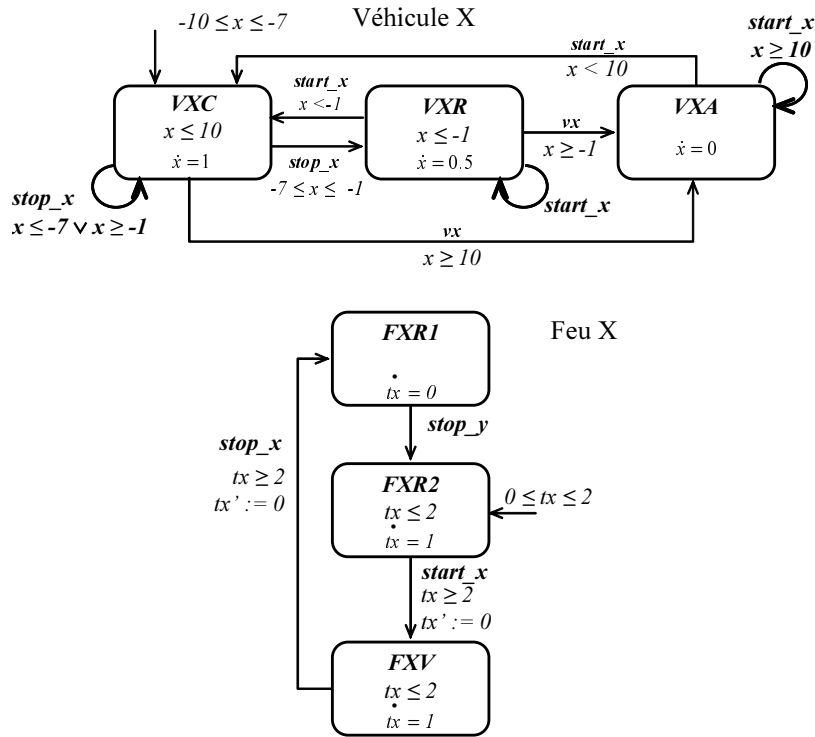 Véhicule X
-10 ≤ x ≤ -7
start_x
x < 10
start_x
x ≥ 10
VXC
x ≤ 10
ẋ = 1
start_x
x < -1
stop_x
-7 ≤ x ≤ -1
VXR
x ≤ -1
ẋ = 0.5
vx
x ≥ -1
VXA
ẋ = 0
stop_x
x ≤ -7 ∨ x ≥ -1
start_x
vx
x ≥ 10
Feu X
FXR1
ṫx = 0
stop_y
stop_x
tx ≥ 2
tx' := 0
FXR2
tx ≤ 2
ṫx = 1
0 ≤ tx ≤ 2
start_x
tx ≥ 2
tx' := 0
FXV
tx ≤ 2
ṫx = 1